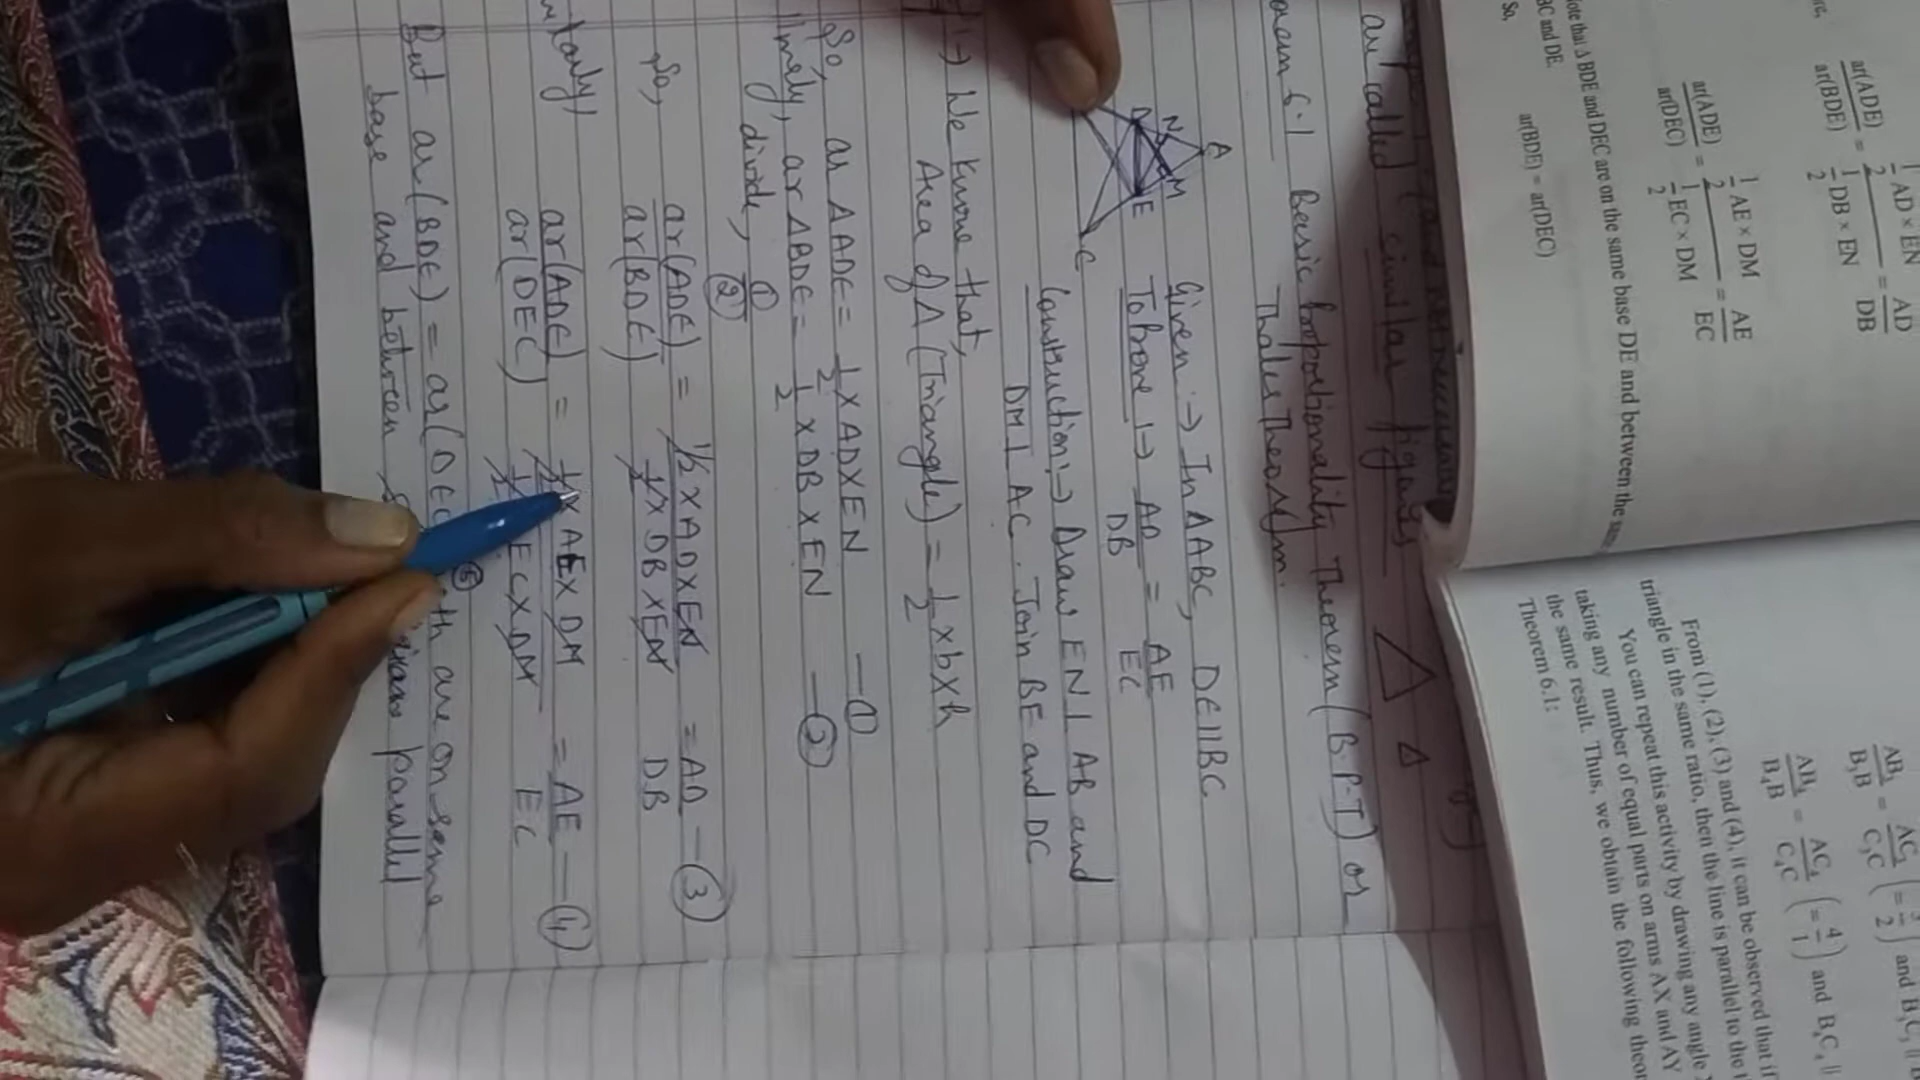 are called similar figures
6.1 Basic Proportionality Theorem (B.P.T) or
Thales Theorem.
A
N M
D E
C
Given :→ In ΔABC, DE||BC
To prove :→ AD/DB = AE/EC
Construction :→ Draw EN⊥AB and
DM⊥AC. Join BE and DC
:→ We know that,
Area of Δ (Triangle) = 1/2 × b × h
So, ar ΔADE = 1/2 × AD × EN —①
ar ΔBDE = 1/2 × DB × EN —②
divide, ①/②
So, ar(ADE)/ar(BDE) = 1/2 × AD × EN / 1/2 × DB × EN = AD/DB —③
ar(ADE)/ar(DEC) = 1/2 × AE × DM / 1/2 × EC × DM = AE/EC —④
But ar(BDE) = ar(DEC ⑤ are on same
base and between parallel
ar(ADE)/ar(BDE) = 1/2 AD × EN / 1/2 DB × EN = AD/DB
ar(ADE)/ar(DEC) = 1/2 AE × DM / 1/2 EC × DM = AE/EC
Note that Δ BDE and DEC are on the same base DE and between the
BC and DE.
So, ar(BDE) = ar(DEC)
B₄B = AC₄/C₄C (= 4/1) and B₄C₄ ||
From (1), (2), (3) and (4), it can be observed that if
triangle in the same ratio, then the line is parallel to the
You can repeat this activity by drawing any angle
taking any number of equal parts on arms AX and AY
the same result. Thus, we obtain the following
Theorem 6.1: